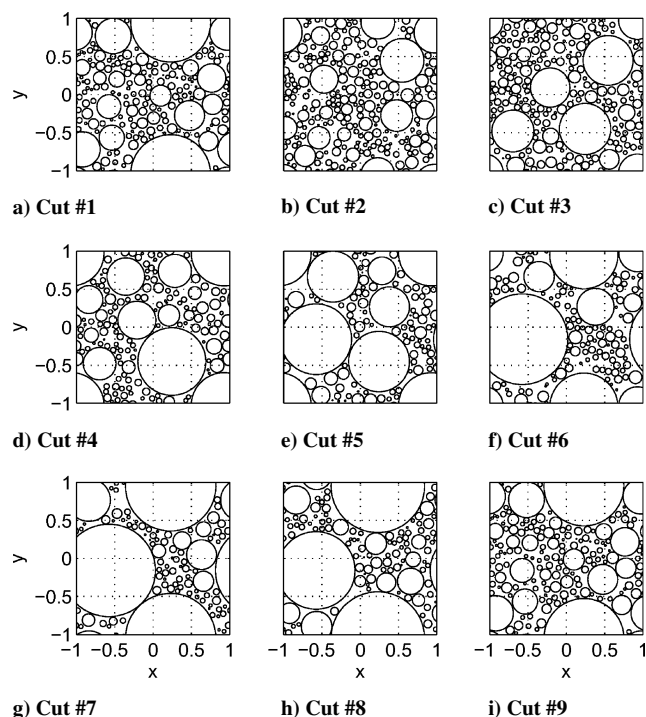 1
0.5
0
−0.5
−1
y
a) Cut #1
b) Cut #2
c) Cut #3
1
0.5
0
−0.5
−1
y
d) Cut #4
e) Cut #5
f) Cut #6
1
0.5
0
−0.5
−1
y
−1 −0.5 0 0.5 1
x
−1 −0.5 0 0.5 1
x
−1 −0.5 0 0.5 1
x
g) Cut #7
h) Cut #8
i) Cut #9